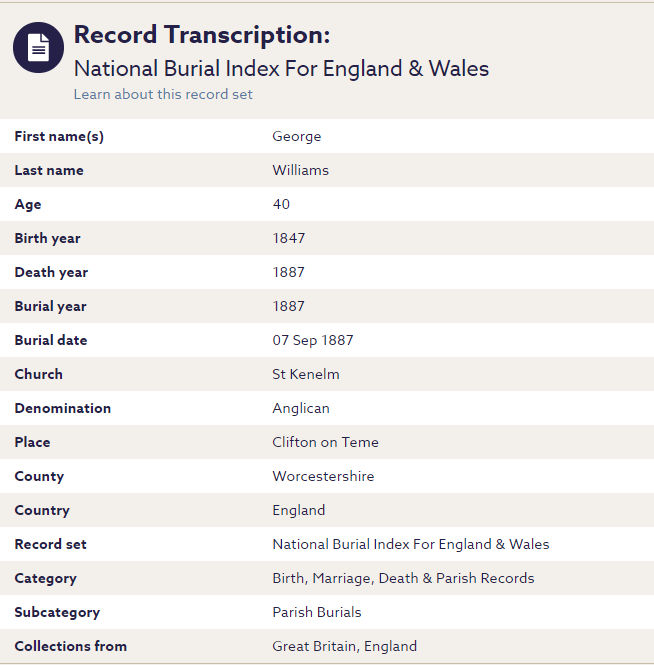 Record Transcription:
National Burial Index For England & Wales
Learn about this record set
First name(s) George
Last name Williams
Age 40
Birth year 1847
Death year 1887
Burial year 1887
Burial date 07 Sep 1887
Church St Kenelm
Denomination Anglican
Place Clifton on Teme
County Worcestershire
Country England
Record set National Burial Index For England & Wales
Category Birth, Marriage, Death & Parish Records
Subcategory Parish Burials
Collections from Great Britain, England